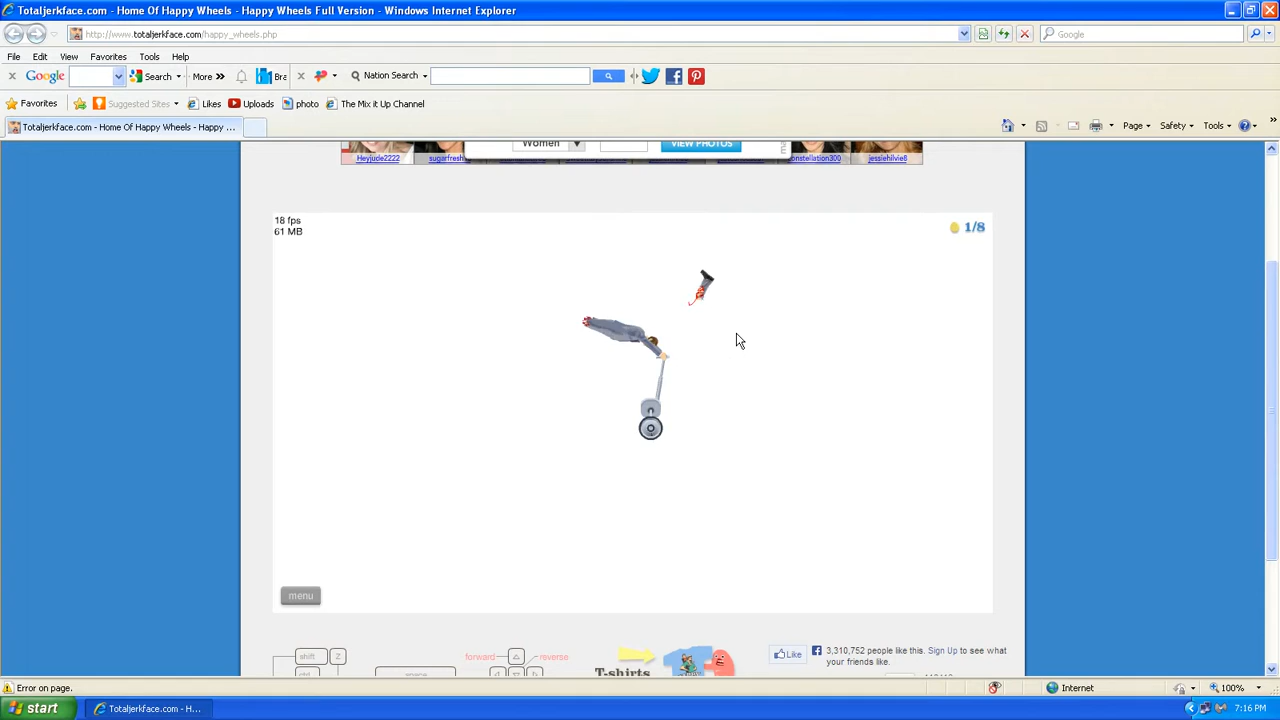 Totaljerkface.com - Home Of Happy Wheels - Happy Wheels Full Version - Windows Internet Explorer
http://www.totaljerkface.com/happy_wheels.php
Google
File Edit View Favorites Tools Help
Google Search More » Bra Nation Search
Favorites Suggested Sites Likes Uploads photo The Mix it Up Channel
Totaljerkface.com - Home Of Happy Wheels - Happy ...
Page Safety Tools
Women VIEW PHOTOS
Heyjude2222 sugarfresh constellation300 jessiehilvie8
18 fps
61 MB
1/8
menu
shift Z forward reverse
Like 3,310,752 people like this. Sign Up to see what
your friends like.
T-shirts
ctrl space
Error on page. Internet 100%
start Totaljerkface.com - H... 7:16 PM